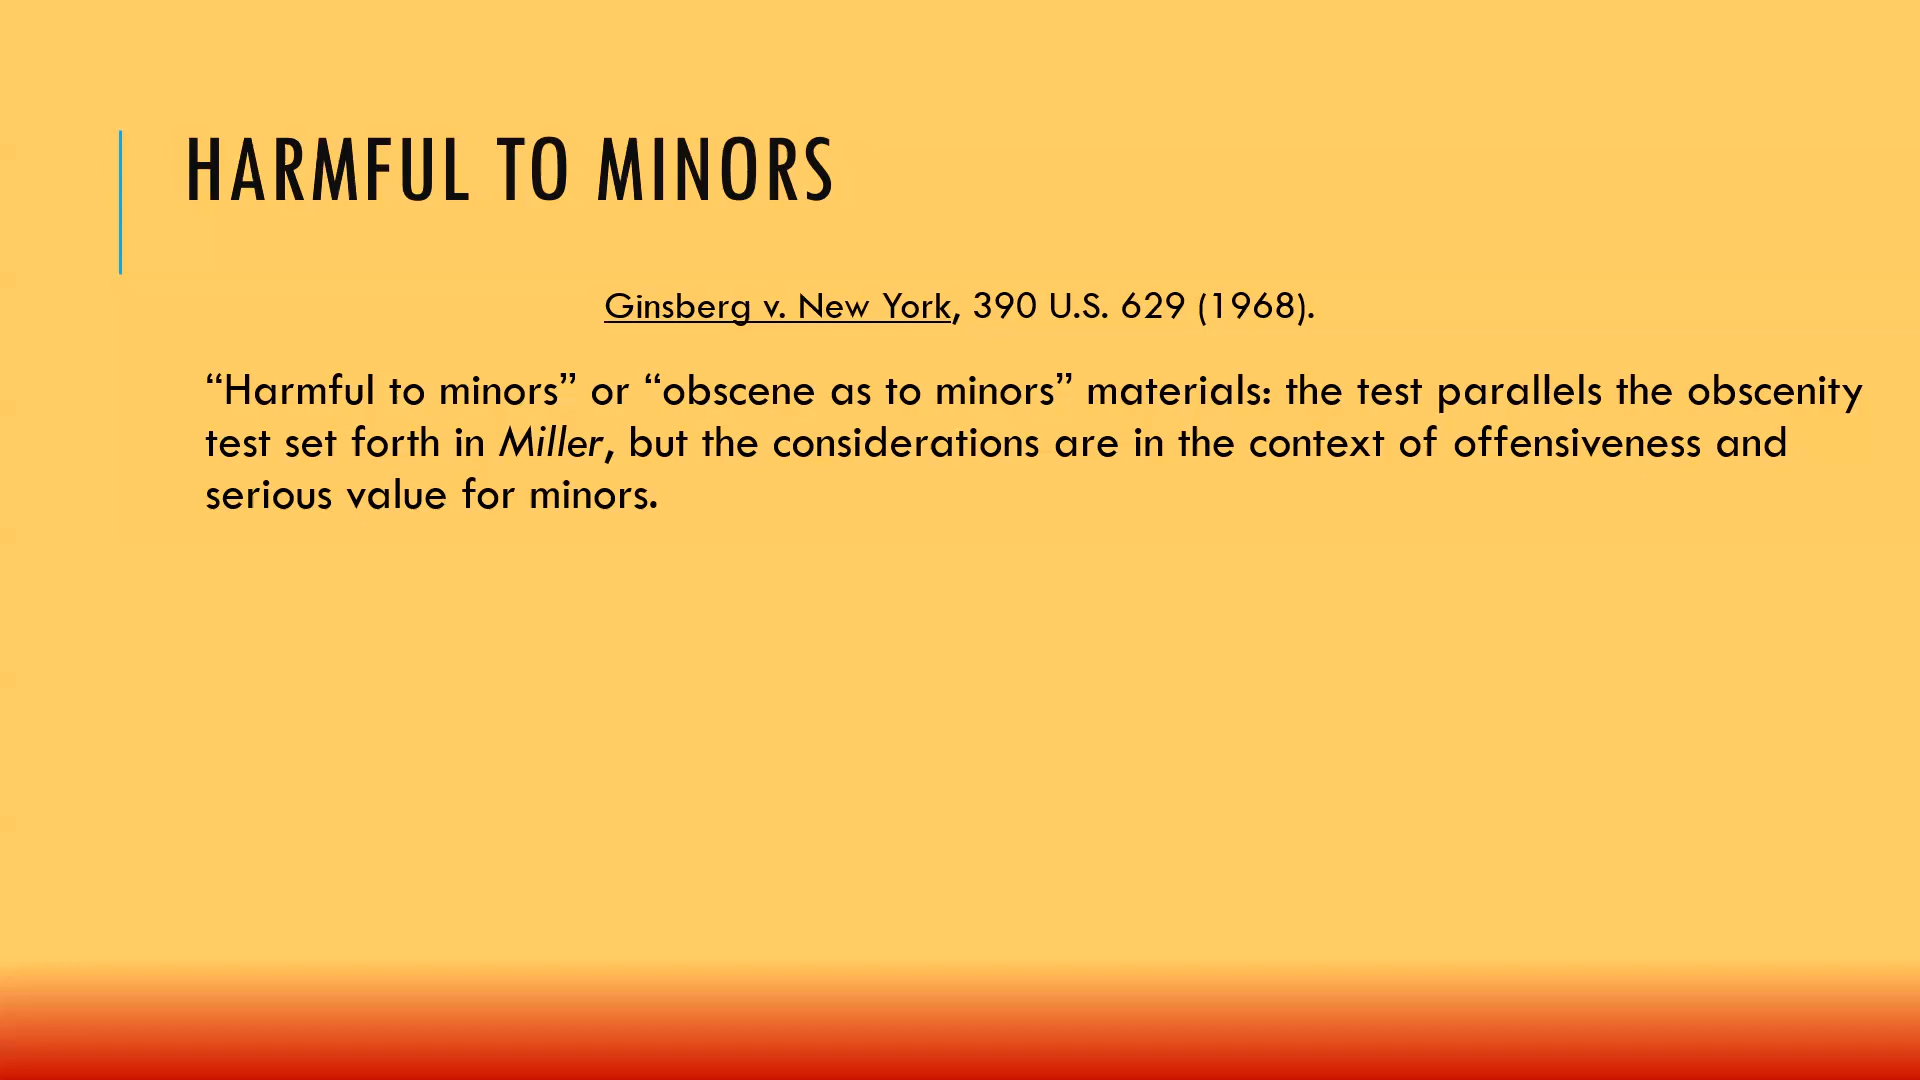 HARMFUL TO MINORS
Ginsberg v. New York, 390 U.S. 629 (1968).
“Harmful to minors” or “obscene as to minors” materials: the test parallels the obscenity
test set forth in Miller, but the considerations are in the context of offensiveness and
serious value for minors.